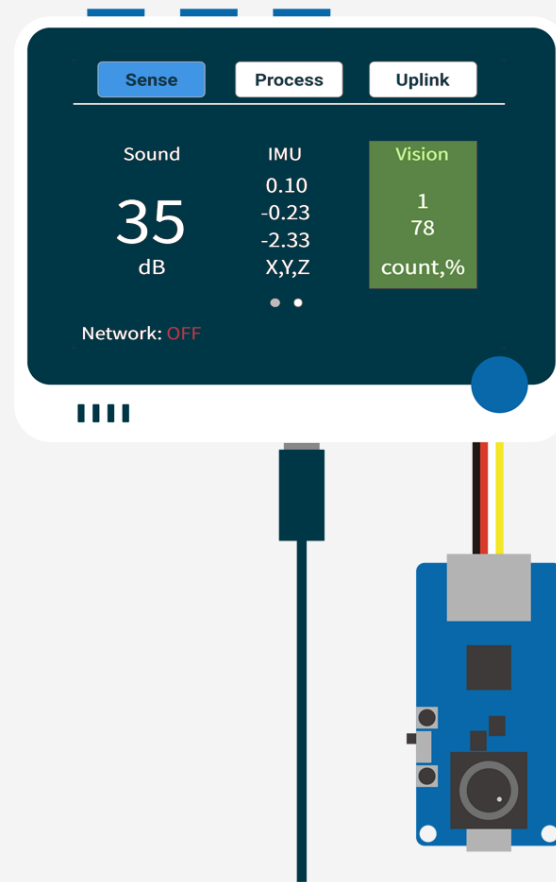 Sense Process Uplink
Sound
35
dB
IMU
0.10
-0.23
-2.33
X,Y,Z
Vision
1
78
count,%
Network: OFF